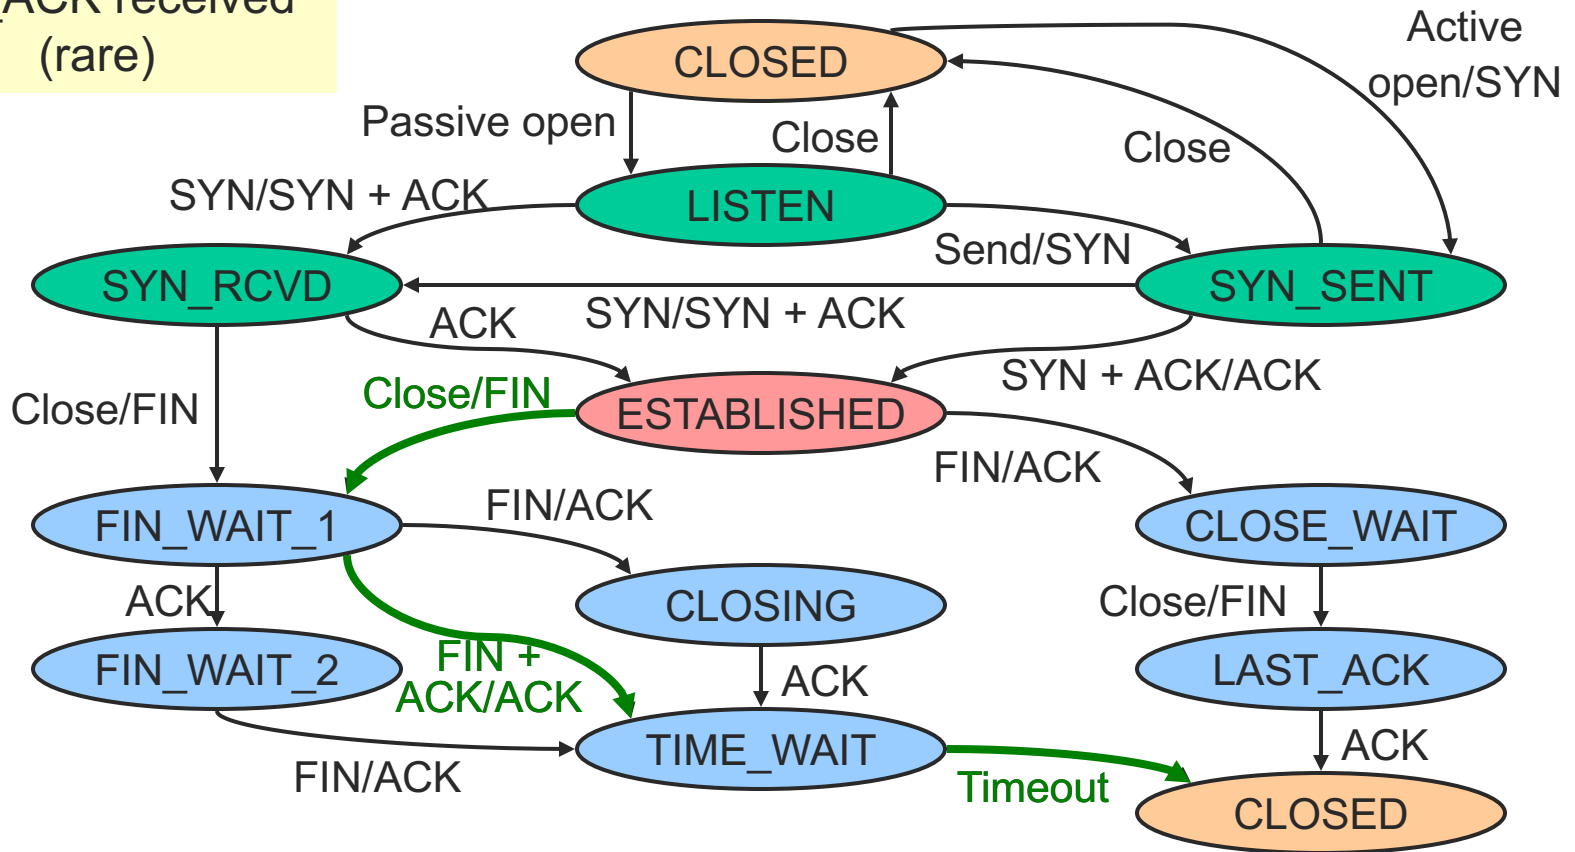 _ACK received
(rare)
CLOSED
Active
open/SYN
Passive open
Close
Close
SYN/SYN + ACK
LISTEN
Send/SYN
SYN_RCVD
SYN_SENT
SYN/SYN + ACK
ACK
SYN + ACK/ACK
Close/FIN
Close/FIN
ESTABLISHED
FIN/ACK
FIN_WAIT_1
FIN/ACK
CLOSE_WAIT
ACK
CLOSING
Close/FIN
FIN_WAIT_2
FIN +
ACK/ACK
ACK
LAST_ACK
TIME_WAIT
ACK
FIN/ACK
Timeout
CLOSED